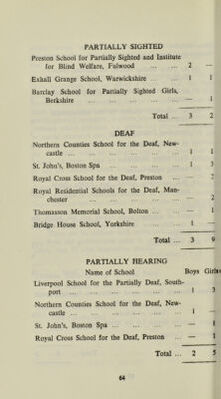 PARTIALLY SIGHTED
Preston School for Partially Sighted and Institute
for Blind Welfare, Fulwood ... ... 2 —
Exhall Grange School, Warwickshire ... 1 1
Barclay School for Partially Sighted Girls,
Berkshire ... ... ... ... ... — 1
Total ... 3 2
DEAF
Northern Counties School for the Deaf, New-
castle ... ... ... ... ... ... 1 1
St. John's, Boston Spa ... ... ... ... 1 3
Royal Cross School for the Deaf, Preston ... — 2
Royal Residential Schools for the Deaf, Man-
chester ... ... ... ... ... — 2
Thomasson Memorial School, Bolton ... ... — 1
Bridge House School, Yorkshire ... ... 1 —
Total ... 3 9
PARTIALLY HEARING
Name of School Boys Girls
Liverpool School for the Partially Deaf, South-
port ... ... ... ... ... ... 1 3
Northern Counties School for the Deaf, New-
castle ... ... ... ... ... ... 1 —
St. John's, Boston Spa ... ... ... ... — 1
Royal Cross School for the Deaf, Preston ... — 1
Total ... 2 5
64